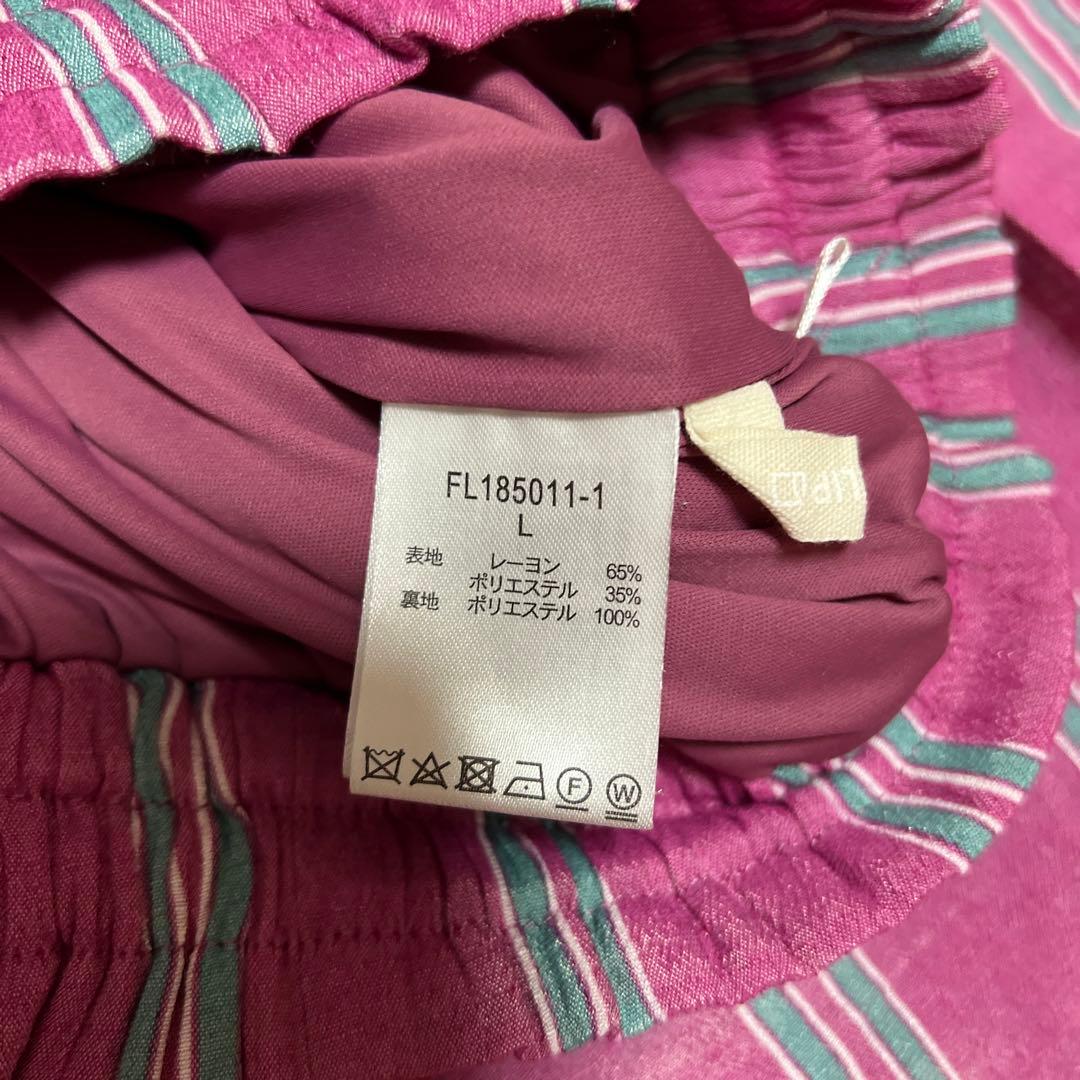 FL185011-1
L
表地 レーヨン 65%
ポリエステル 35%
裏地 ポリエステル 100%
F W